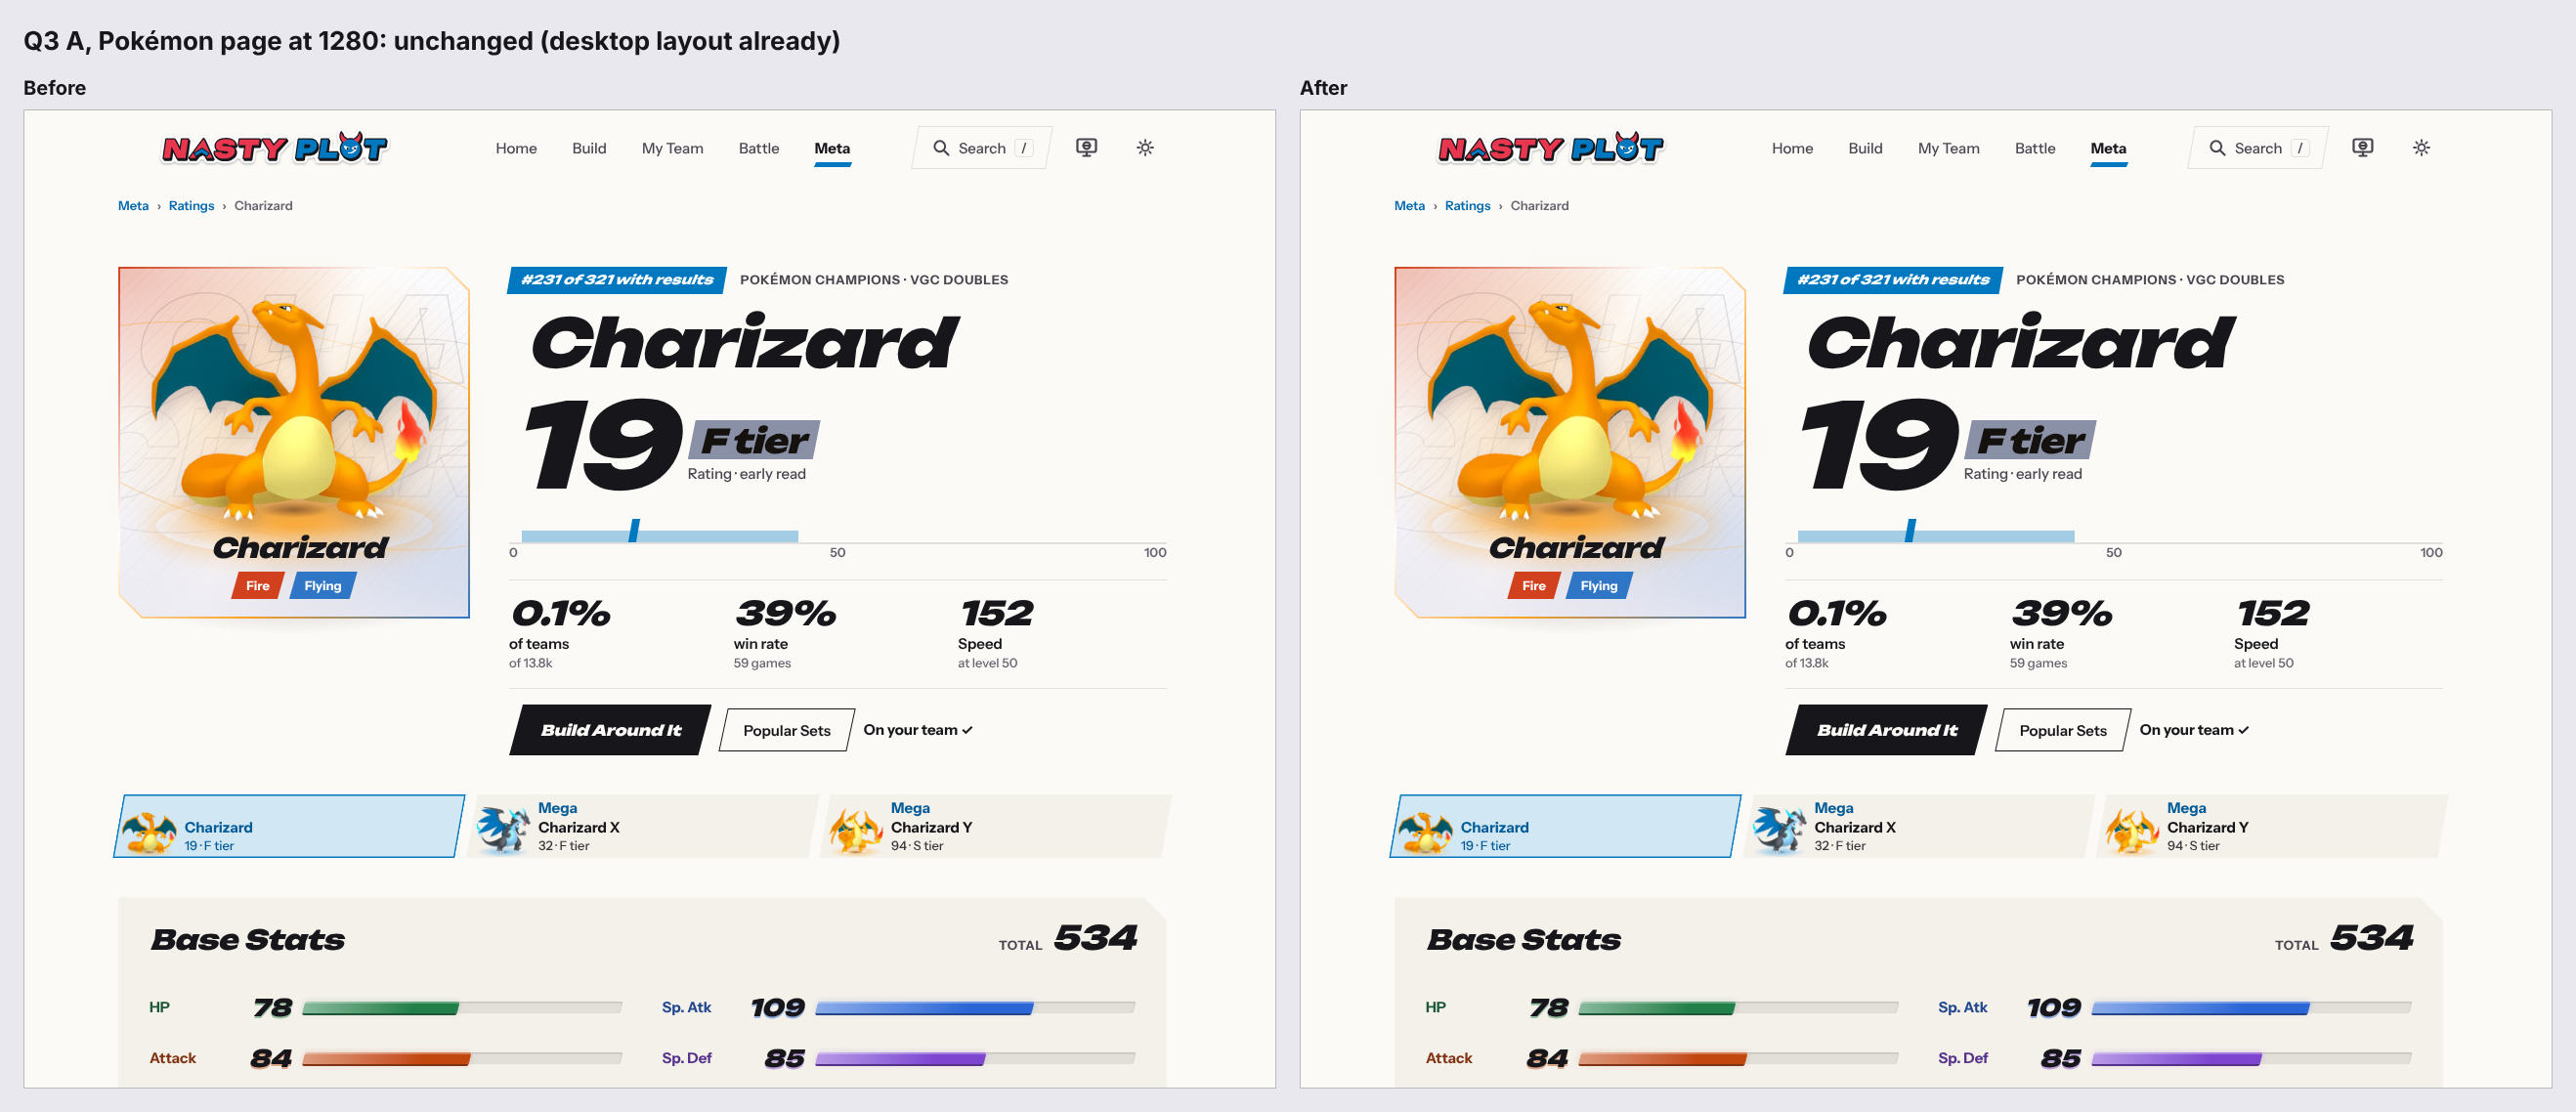 Q3 A, Pokémon page at 1280: unchanged (desktop layout already)
Before
NASTY PLOT
Home Build My Team Battle Meta Search /
Meta › Ratings › Charizard
#231 of 321 with results POKÉMON CHAMPIONS · VGC DOUBLES
Charizard
19 F tier
Rating · early read
0 50 100
Charizard
Fire Flying
0.1% 39% 152
of teams win rate Speed
of 13.8k 59 games at level 50
Build Around It Popular Sets On your team ✓
Charizard
19 · F tier
Mega
Charizard X
32 · F tier
Mega
Charizard Y
94 · S tier
Base Stats TOTAL 534
HP 78 Sp. Atk 109
Attack 84 Sp. Def 85
After
NASTY PLOT
Home Build My Team Battle Meta Search /
Meta › Ratings › Charizard
#231 of 321 with results POKÉMON CHAMPIONS · VGC DOUBLES
Charizard
19 F tier
Rating · early read
0 50 100
Charizard
Fire Flying
0.1% 39% 152
of teams win rate Speed
of 13.8k 59 games at level 50
Build Around It Popular Sets On your team ✓
Charizard
19 · F tier
Mega
Charizard X
32 · F tier
Mega
Charizard Y
94 · S tier
Base Stats TOTAL 534
HP 78 Sp. Atk 109
Attack 84 Sp. Def 85